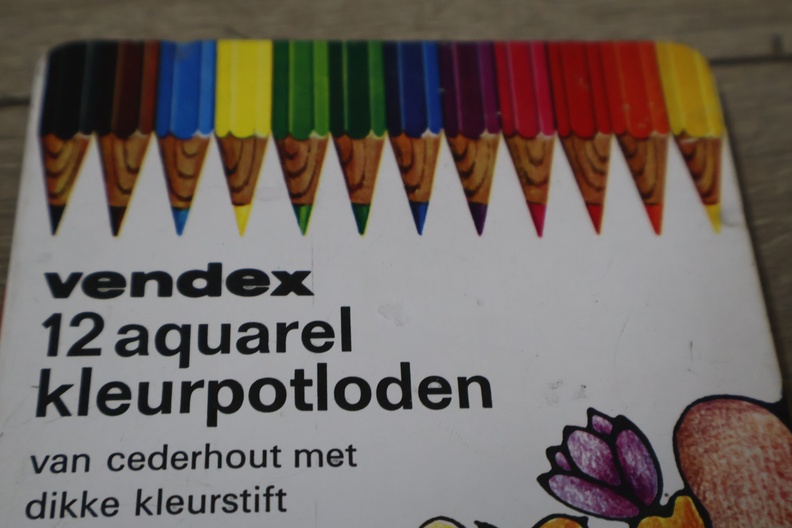 vendex
12 aquarel
kleurpotloden
van cederhout met
dikke kleurstift